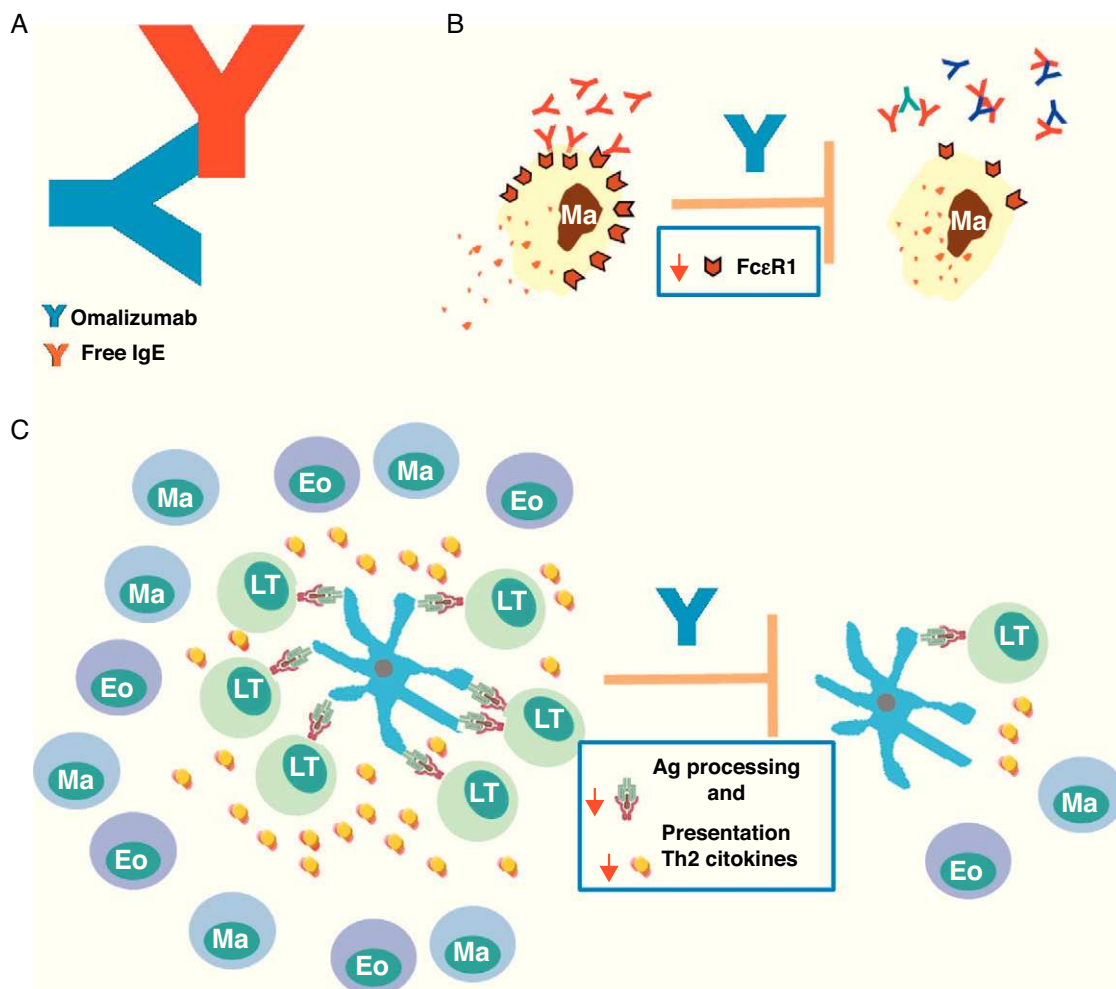 A
B
Ma
Ma
FcεR1
Omalizumab
Free IgE
C
Ma
Eo
Ma
Eo
Ma
LT
LT
LT
Eo
LT
LT
LT
LT
Ma
Eo
Ma
Eo
Ma
Ag processing
and
Presentation
Th2 citokines
Ma
Eo